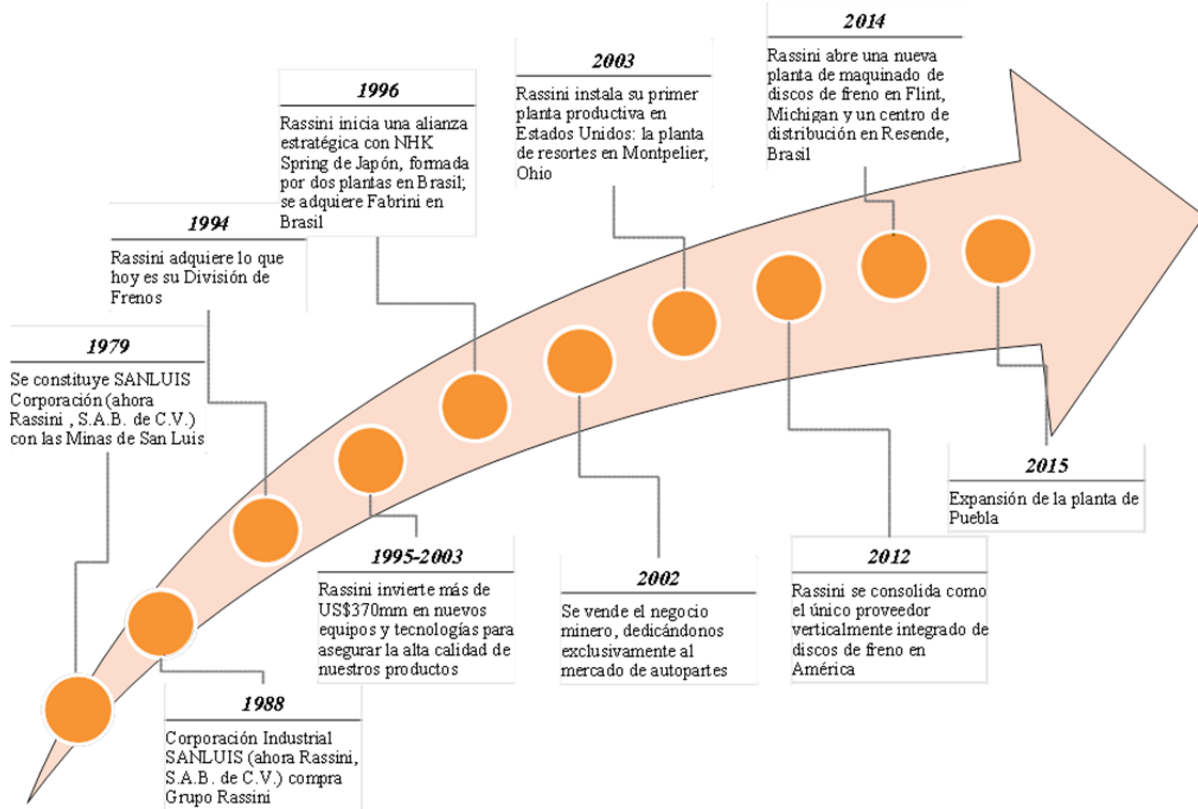 1979
Se constituye SANLUIS
Corporación (ahora
Rassini , S.A.B. de C.V.)
con las Minas de San Luis
1988
Corporación Industrial
SANLUIS (ahora Rassini,
S.A.B. de C.V.) compra
Grupo Rassini
1994
Rassini adquiere lo que
hoy es su División de
Frenos
1995-2003
Rassini invierte más de
US$370mm en nuevos
equipos y tecnologías para
asegurar la alta calidad de
nuestros productos
1996
Rassini inicia una alianza
estratégica con NHK
Spring de Japón, formada
por dos plantas en Brasil;
se adquiere Fabrini en
Brasil
2002
Se vende el negocio
minero, dedicándonos
exclusivamente al
mercado de autopartes
2003
Rassini instala su primer
planta productiva en
Estados Unidos: la planta
de resortes en Montpelier,
Ohio
2012
Rassini se consolida como
el único proveedor
verticalmente integrado de
discos de freno en
América
2014
Rassini abre una nueva
planta de maquinado de
discos de freno en Flint,
Michigan y un centro de
distribución en Resende,
Brasil
2015
Expansión de la planta de
Puebla